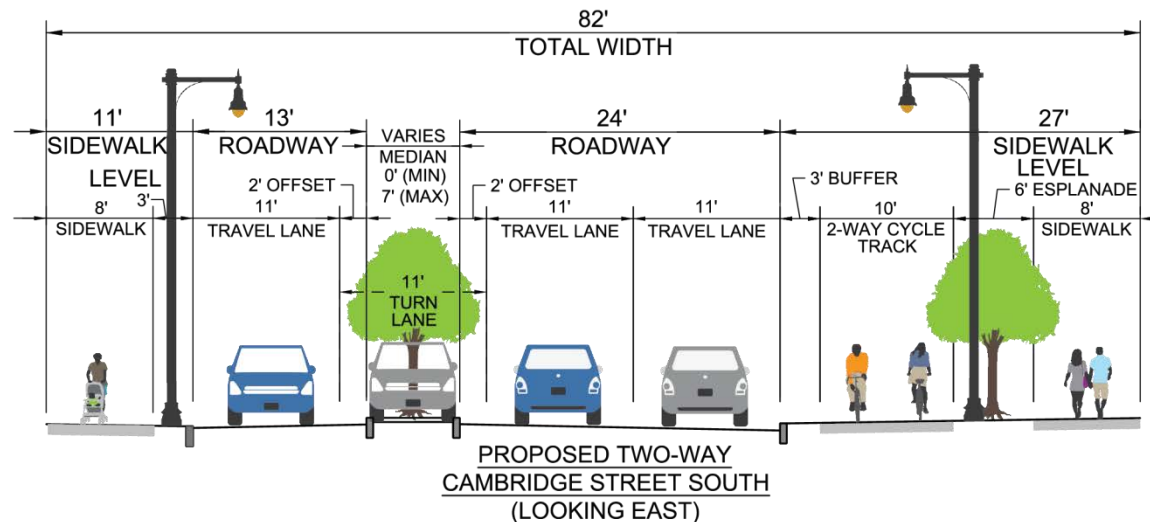 82'
TOTAL WIDTH
11'
SIDEWALK
LEVEL
13'
ROADWAY
VARIES
MEDIAN
0' (MIN)
7' (MAX)
24'
ROADWAY
27'
SIDEWALK
LEVEL
8'
SIDEWALK
3'
11'
TRAVEL LANE
2' OFFSET
11'
TURN
LANE
2' OFFSET
11'
TRAVEL LANE
11'
TRAVEL LANE
3' BUFFER
10'
2-WAY CYCLE
TRACK
6' ESPLANADE
8'
SIDEWALK
PROPOSED TWO-WAY
CAMBRIDGE STREET SOUTH
(LOOKING EAST)